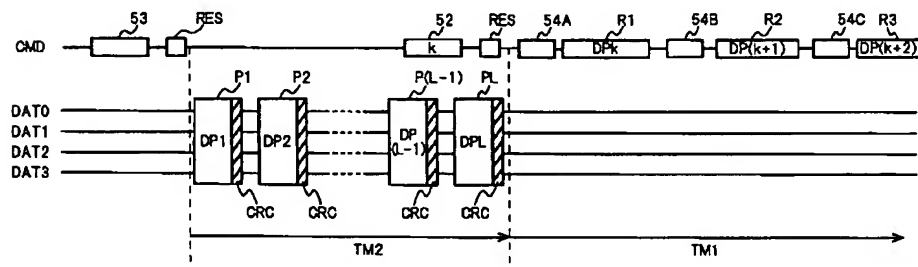 53 RES 52 RES 54A R1 54B R2 54C R3
CMD k DPk DP(k+1) DP(k+2)
P1 P2 P(L-1) PL
DAT0
DAT1
DAT2
DAT3
DP1 DP2 DP(L-1) DPL
CRC CRC CRC CRC
TM2 TM1